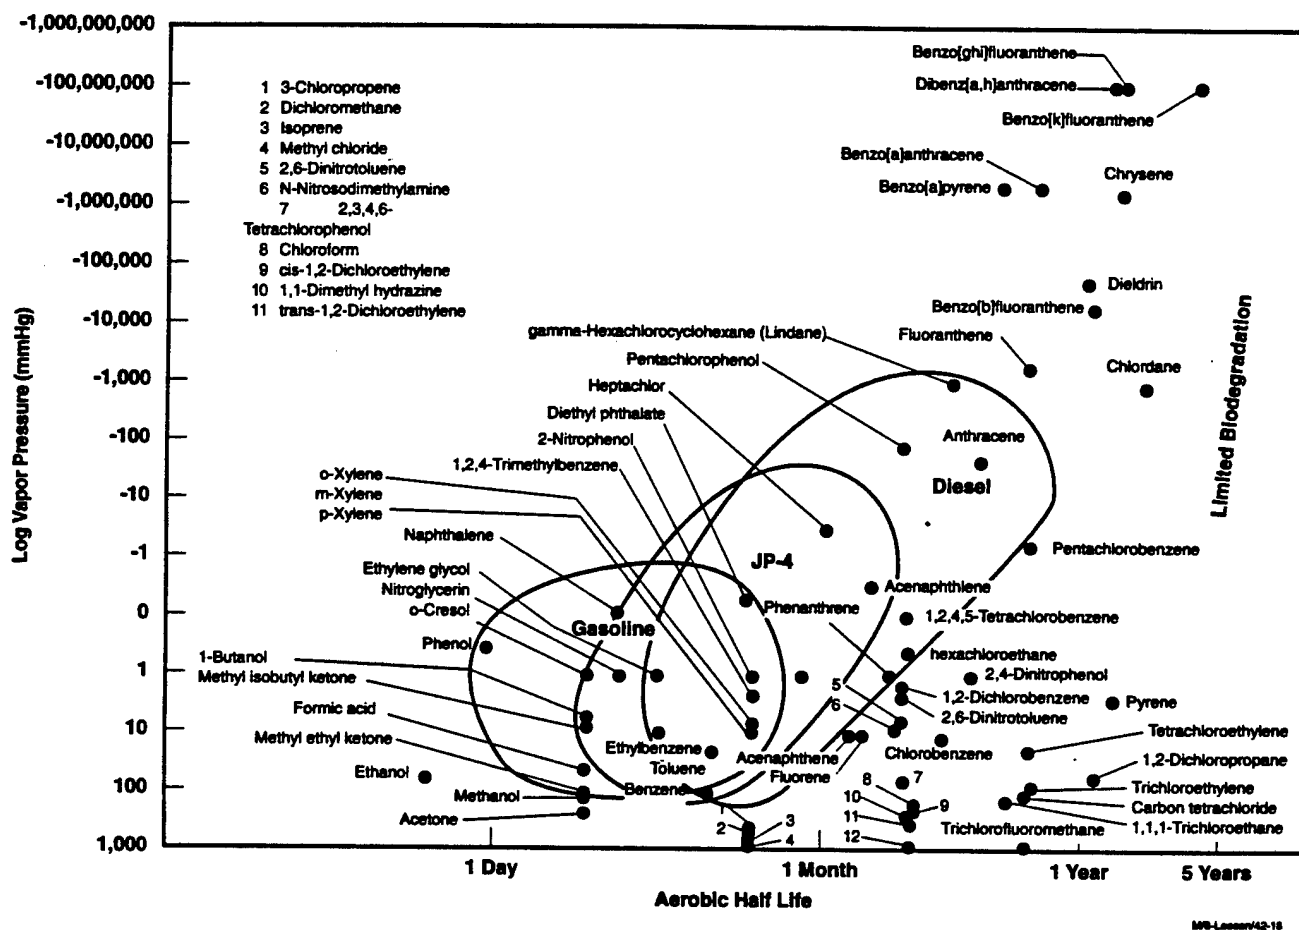 -1,000,000,000
-100,000,000
-10,000,000
-1,000,000
-100,000
-10,000
-1,000
-100
-10
-1
0
1
10
100
1,000
Log Vapor Pressure (mmHg)
1 3-Chloropropene
2 Dichloromethane
3 Isoprene
4 Methyl chloride
5 2,6-Dinitrotoluene
6 N-Nitrosodimethylamine
7 2,3,4,6-
Tetrachlorophenol
8 Chloroform
9 cis-1,2-Dichloroethylene
10 1,1-Dimethyl hydrazine
11 trans-1,2-Dichloroethylene
Benzo[ghi]fluoranthene
Dibenz[a,h]anthracene
Benzo[k]fluoranthene
Benzo[a]anthracene
Chrysene
Benzo[a]pyrene
Dieldrin
Benzo[b]fluoranthene
gamma-Hexachlorocyclohexane (Lindane)
Fluoranthene
Pentachlorophenol
Chlordane
Heptachlor
Diethyl phthalate
2-Nitrophenol
Anthracene
1,2,4-Trimethylbenzene
o-Xylene
m-Xylene
p-Xylene
Diesel
Limited Biodegradation
Naphthalene
Pentachlorobenzene
JP-4
Ethylene glycol
Nitroglycerin
o-Cresol
Acenaphthlene
Phenanthrene
1,2,4,5-Tetrachlorobenzene
Gasoline
Phenol
1-Butanol
hexachloroethane
Methyl isobutyl ketone
2,4-Dinitrophenol
5
1,2-Dichlorobenzene
Pyrene
6
2,6-Dinitrotoluene
Formic acid
Tetrachloroethylene
Methyl ethyl ketone
Ethylbenzene
Acenaphthene
Chlorobenzene
1,2-Dichloropropane
Ethanol
Toluene
Fluorene
Benzene
8
7
Trichloroethylene
Methanol
10
Carbon tetrachloride
Acetone
1
2
3
4
11
9
12
Trichlorofluoromethane
1,1,1-Trichloroethane
1 Day
1 Month
1 Year
5 Years
Aerobic Half Life
M/B-Leeson/42-18